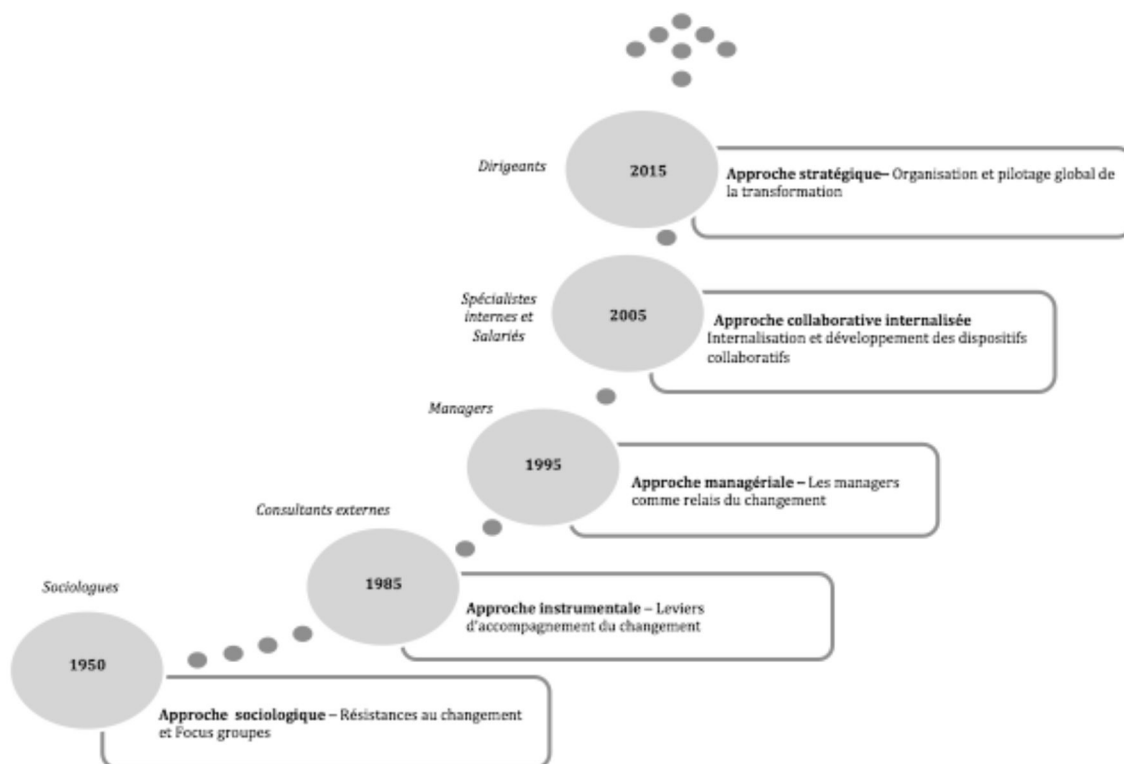 Dirigeants
2015
Approche stratégique– Organisation et pilotage global de
la transformation
Spécialistes
internes et
Salariés
2005
Approche collaborative internalisée
Internalisation et développement des dispositifs
collaboratifs
Managers
1995
Approche managériale – Les managers
comme relais du changement
Consultants externes
1985
Approche instrumentale – Leviers
d'accompagnement du changement
Sociologues
1950
Approche sociologique – Résistances au changement
et Focus groupes